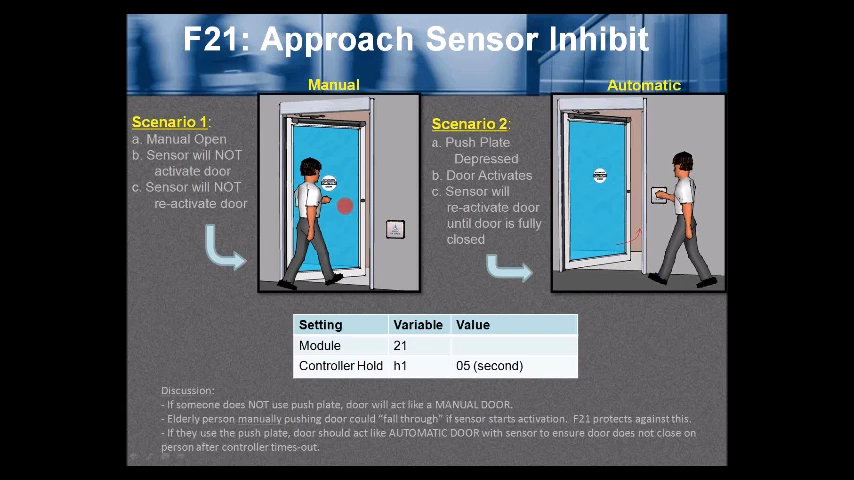 F21: Approach Sensor Inhibit
Manual
Automatic
Scenario 1:
a. Manual Open
b. Sensor will NOT
activate door
c. Sensor will NOT
re-activate door
Scenario 2:
a. Push Plate
Depressed
b. Door Activates
c. Sensor will
re-activate door
until door is fully
closed
Setting Variable Value
Module 21
Controller Hold h1 05 (second)
Discussion:
- If someone does NOT use push plate, door will act like a MANUAL DOOR.
- Elderly person manually pushing door could “fall through” if sensor starts activation. F21 protects against this.
- If they use the push plate, door should act like AUTOMATIC DOOR with sensor to ensure door does not close on
person after controller times-out.